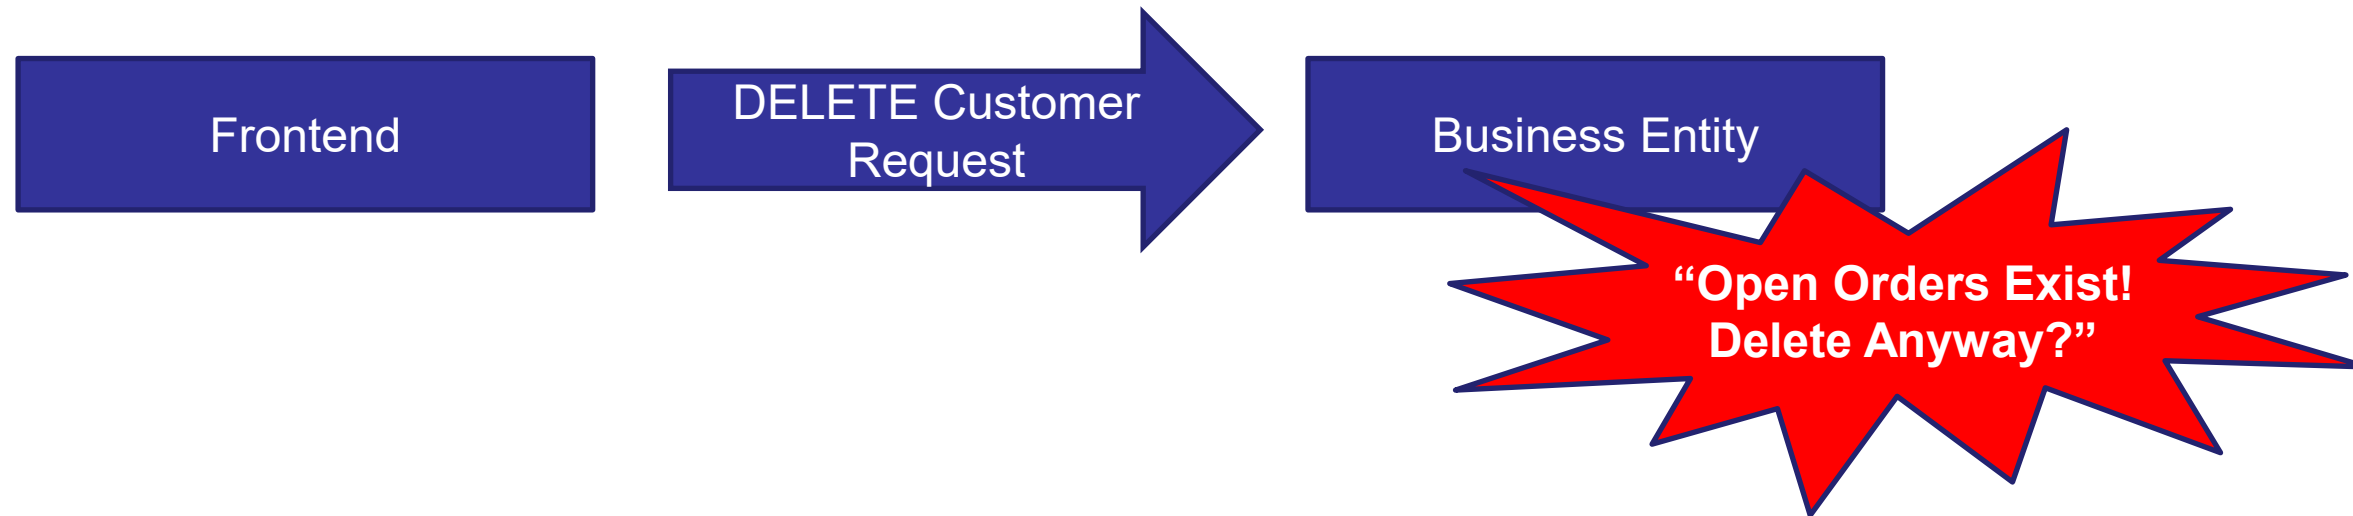 Frontend
DELETE Customer
Request
Business Entity
“Open Orders Exist!
Delete Anyway?”